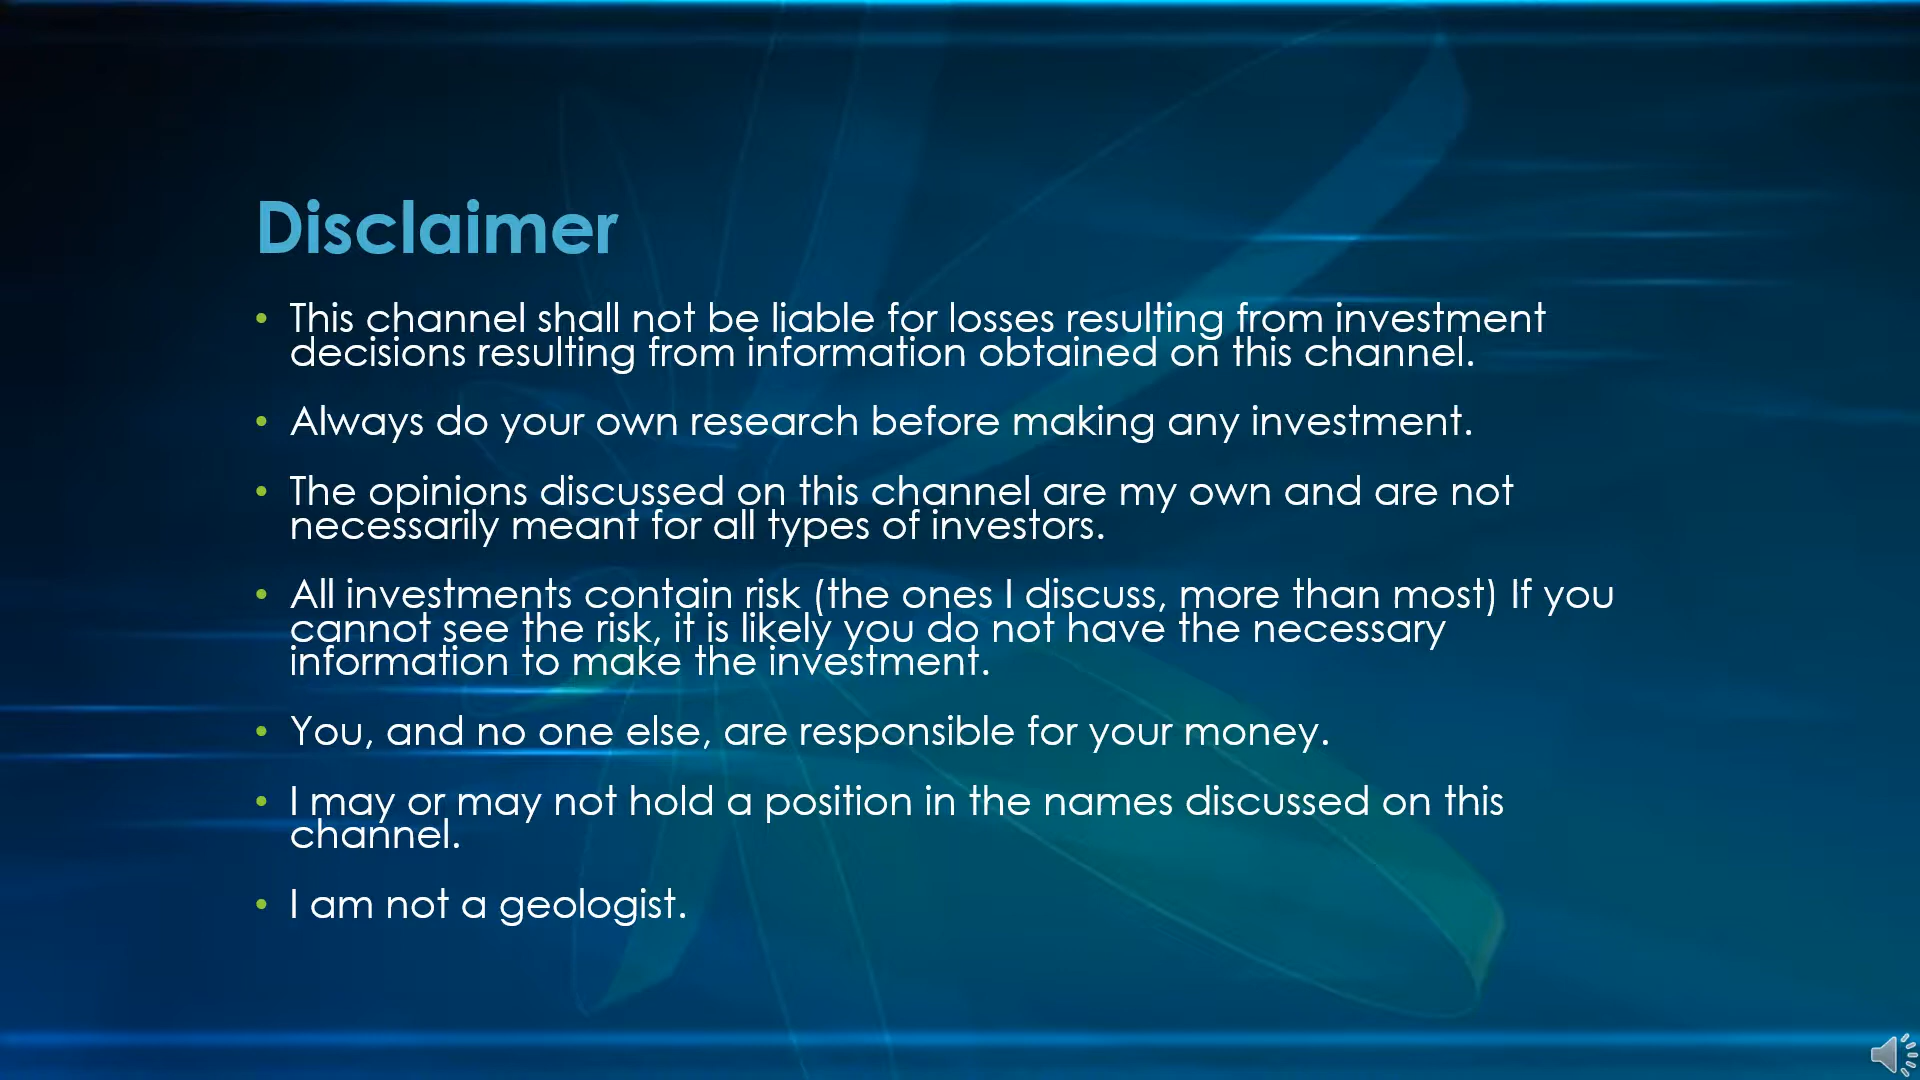 Disclaimer
• This channel shall not be liable for losses resulting from investment
decisions resulting from information obtained on this channel.
• Always do your own research before making any investment.
• The opinions discussed on this channel are my own and are not
necessarily meant for all types of investors.
• All investments contain risk (the ones I discuss, more than most) If you
cannot see the risk, it is likely you do not have the necessary
information to make the investment.
• You, and no one else, are responsible for your money.
• I may or may not hold a position in the names discussed on this
channel.
• I am not a geologist.